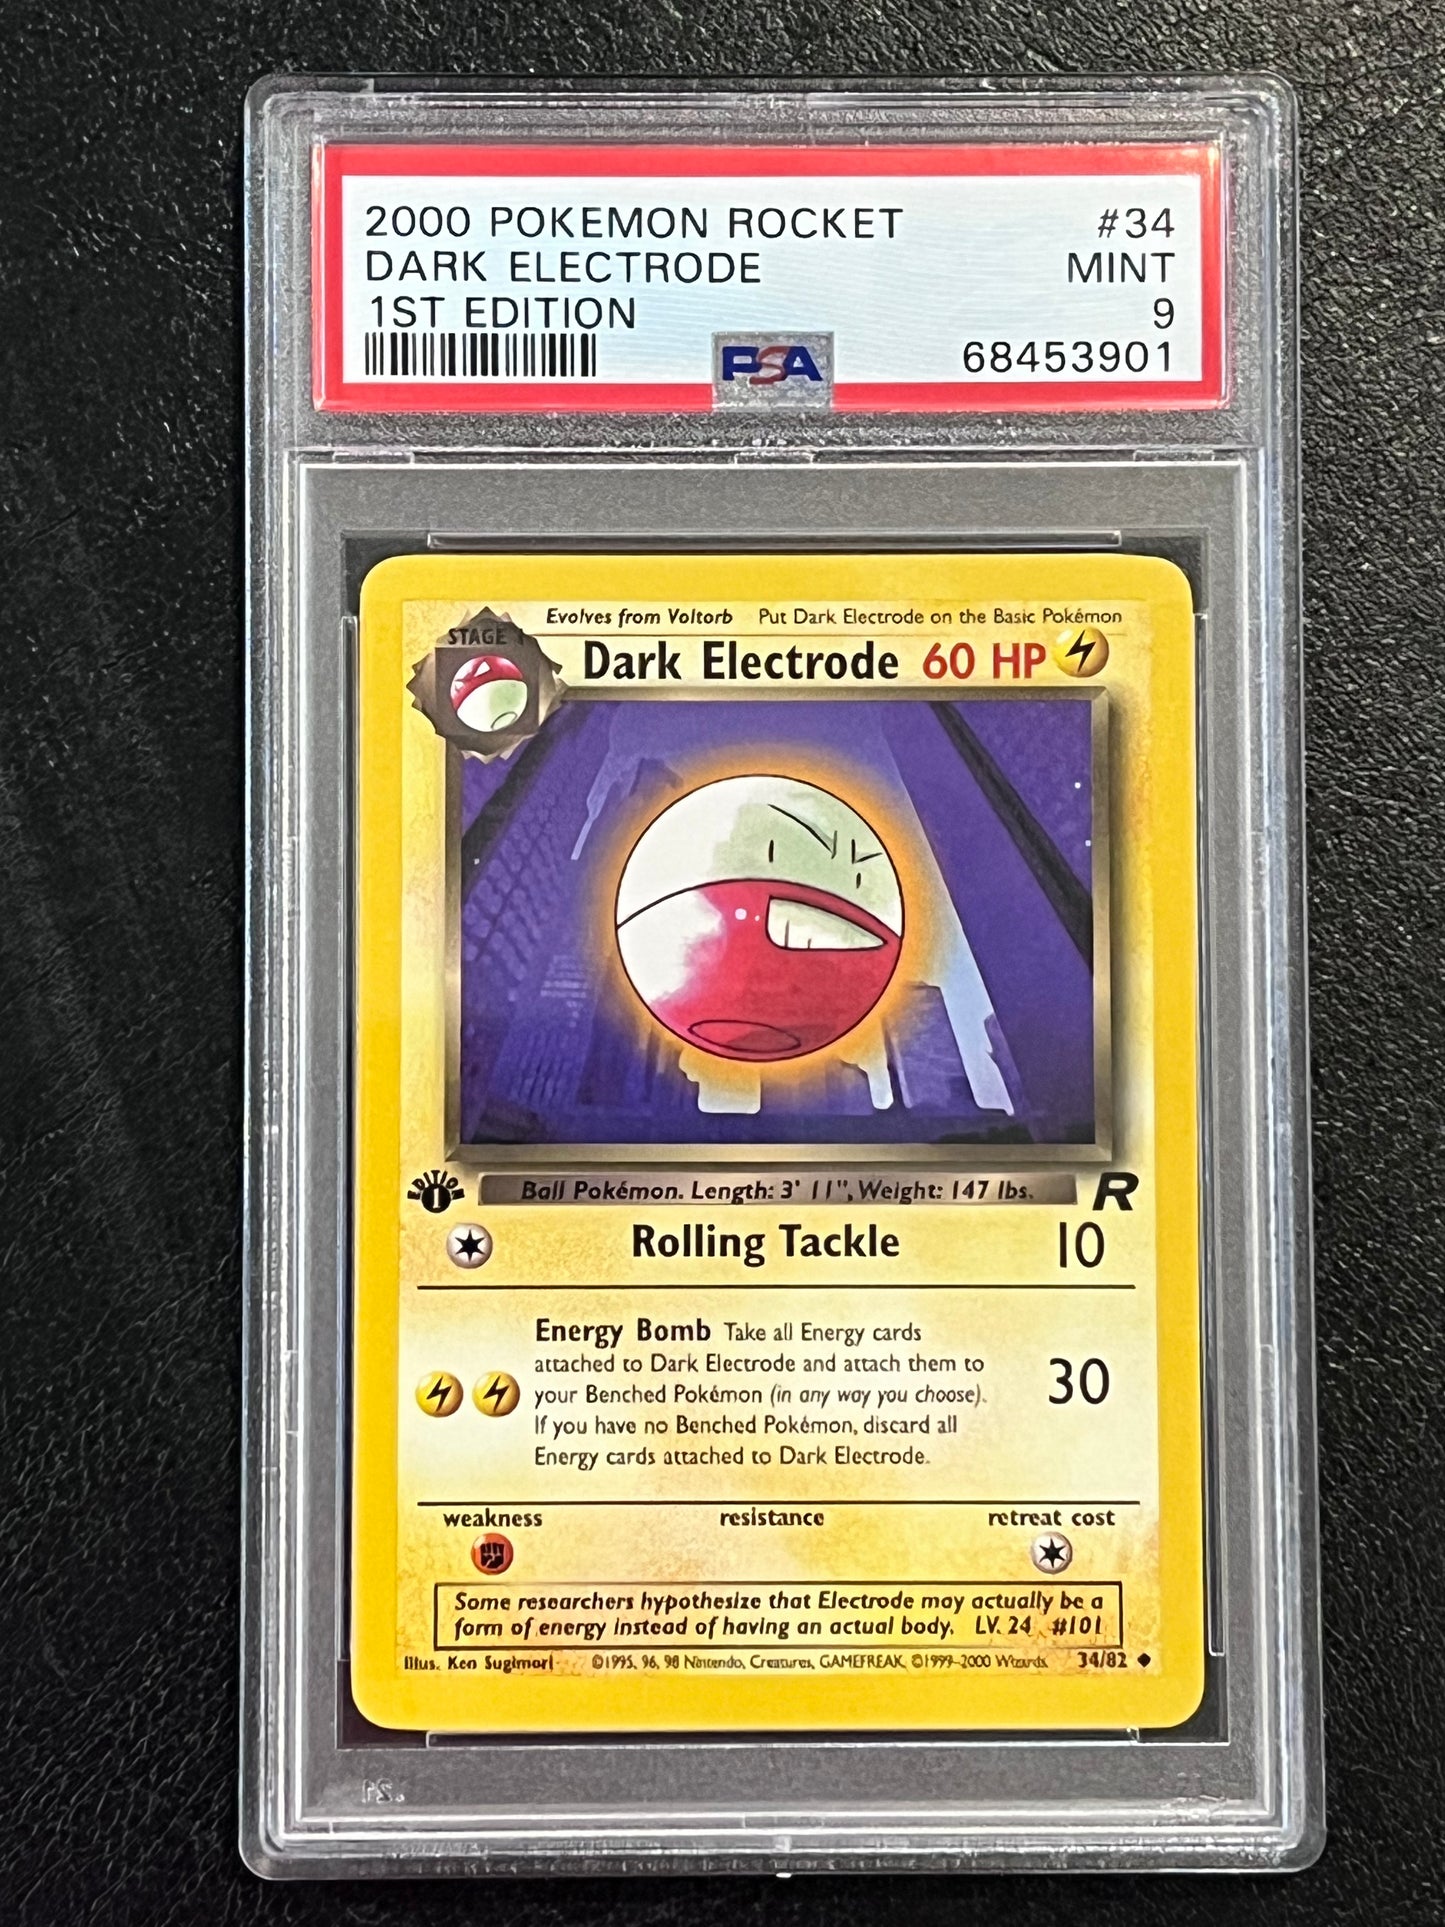 2000 POKEMON ROCKET #34
DARK ELECTRODE MINT
1ST EDITION 9
PSA 68453901
Evolves from Voltorb Put Dark Electrode on the Basic Pokémon
STAGE 1
Dark Electrode 60 HP
EDITION 1
Ball Pokémon. Length: 3' 11", Weight: 147 lbs. R
Rolling Tackle 10
Energy Bomb Take all Energy cards
attached to Dark Electrode and attach them to
your Benched Pokémon (in any way you choose). 30
If you have no Benched Pokémon, discard all
Energy cards attached to Dark Electrode.
weakness resistance retreat cost
Some researchers hypothesize that Electrode may actually be a
form of energy instead of having an actual body. LV. 24 #101
Illus. Ken Sugimori ©1995, 96, 98 Nintendo, Creatures, GAMEFREAK. ©1999-2000 Wizards. 34/82